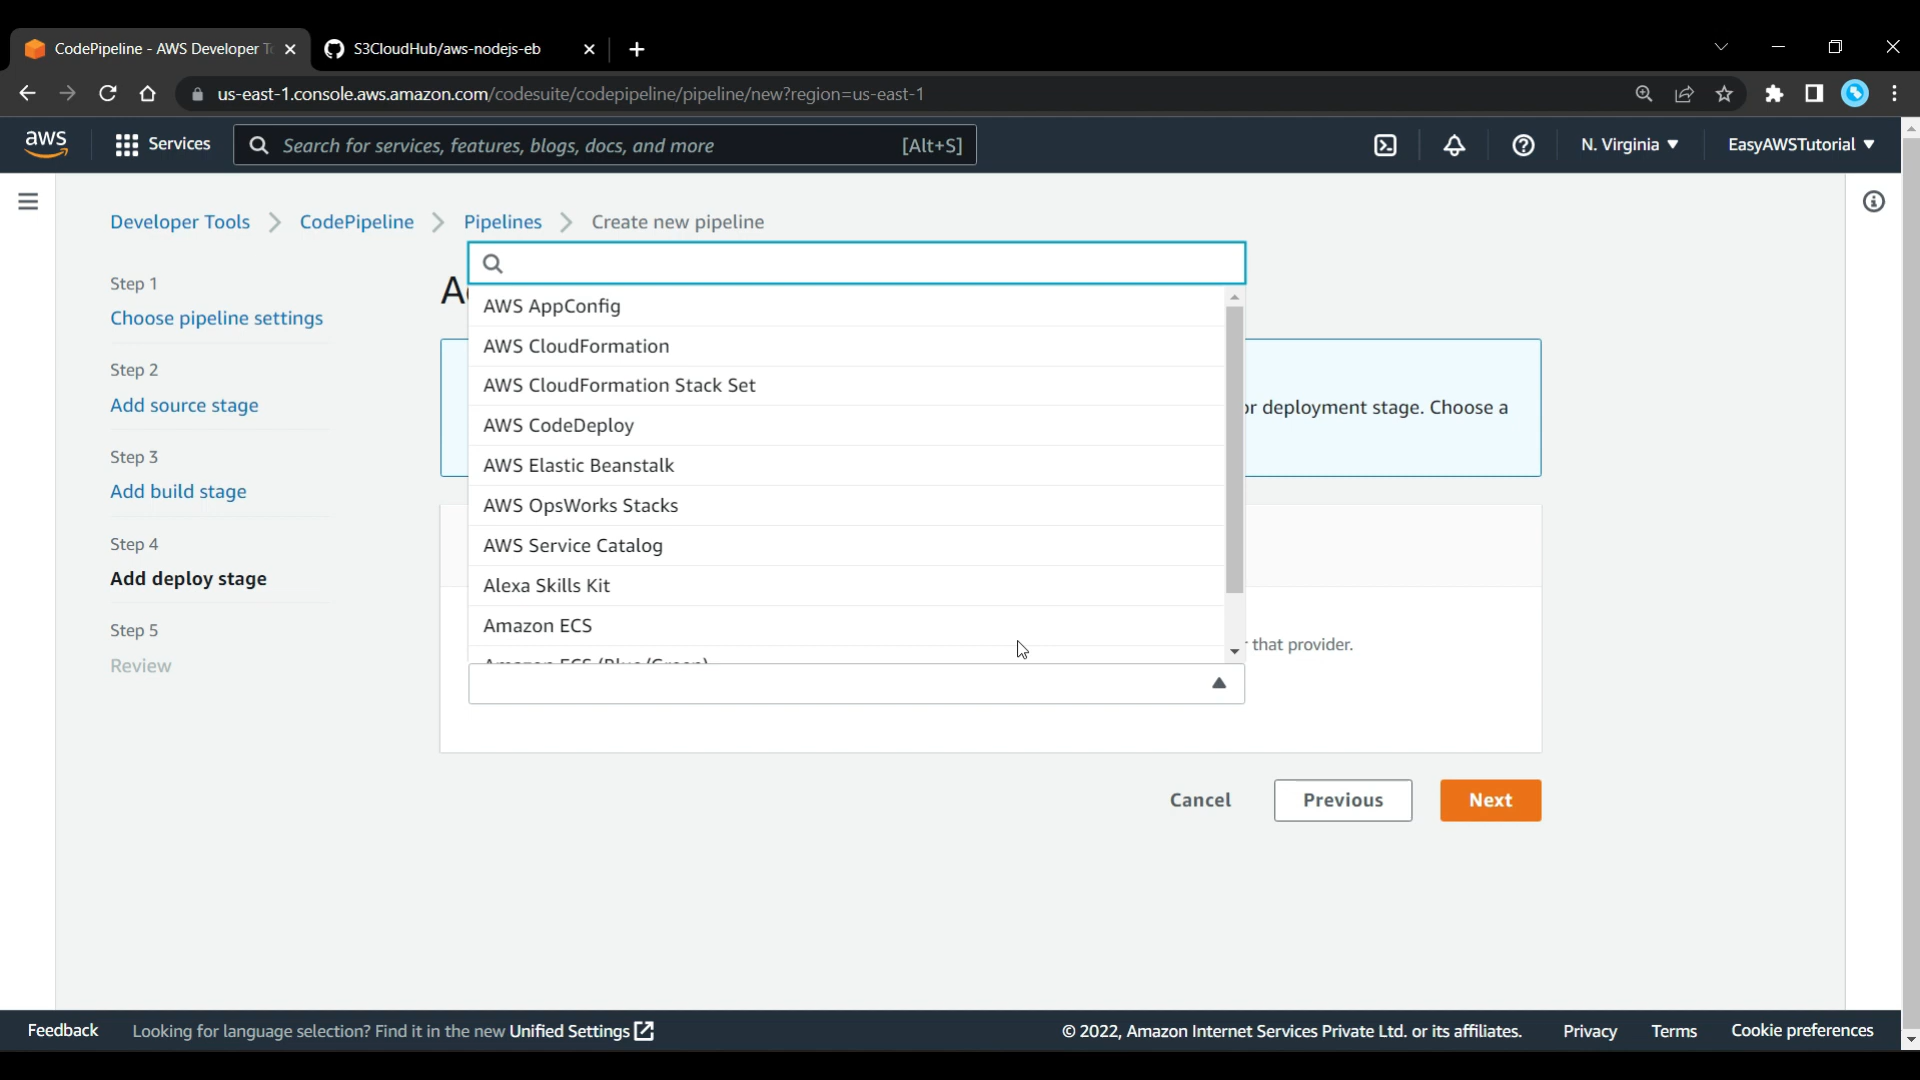 CodePipeline - AWS Developer T
S3CloudHub/aws-nodejs-eb
us-east-1.console.aws.amazon.com/codesuite/codepipeline/pipeline/new?region=us-east-1
aws
Services
Search for services, features, blogs, docs, and more
[Alt+S]
N. Virginia
EasyAWSTutorial
Developer Tools
CodePipeline
Pipelines
Create new pipeline
Step 1
Choose pipeline settings
Step 2
Add source stage
Step 3
Add build stage
Step 4
Add deploy stage
Step 5
Review
AWS AppConfig
AWS CloudFormation
AWS CloudFormation Stack Set
AWS CodeDeploy
AWS Elastic Beanstalk
AWS OpsWorks Stacks
AWS Service Catalog
Alexa Skills Kit
Amazon ECS
Amazon ECS (Blue/Green)
or deployment stage. Choose a
that provider.
Cancel
Previous
Next
Feedback
Looking for language selection? Find it in the new Unified Settings
© 2022, Amazon Internet Services Private Ltd. or its affiliates.
Privacy
Terms
Cookie preferences